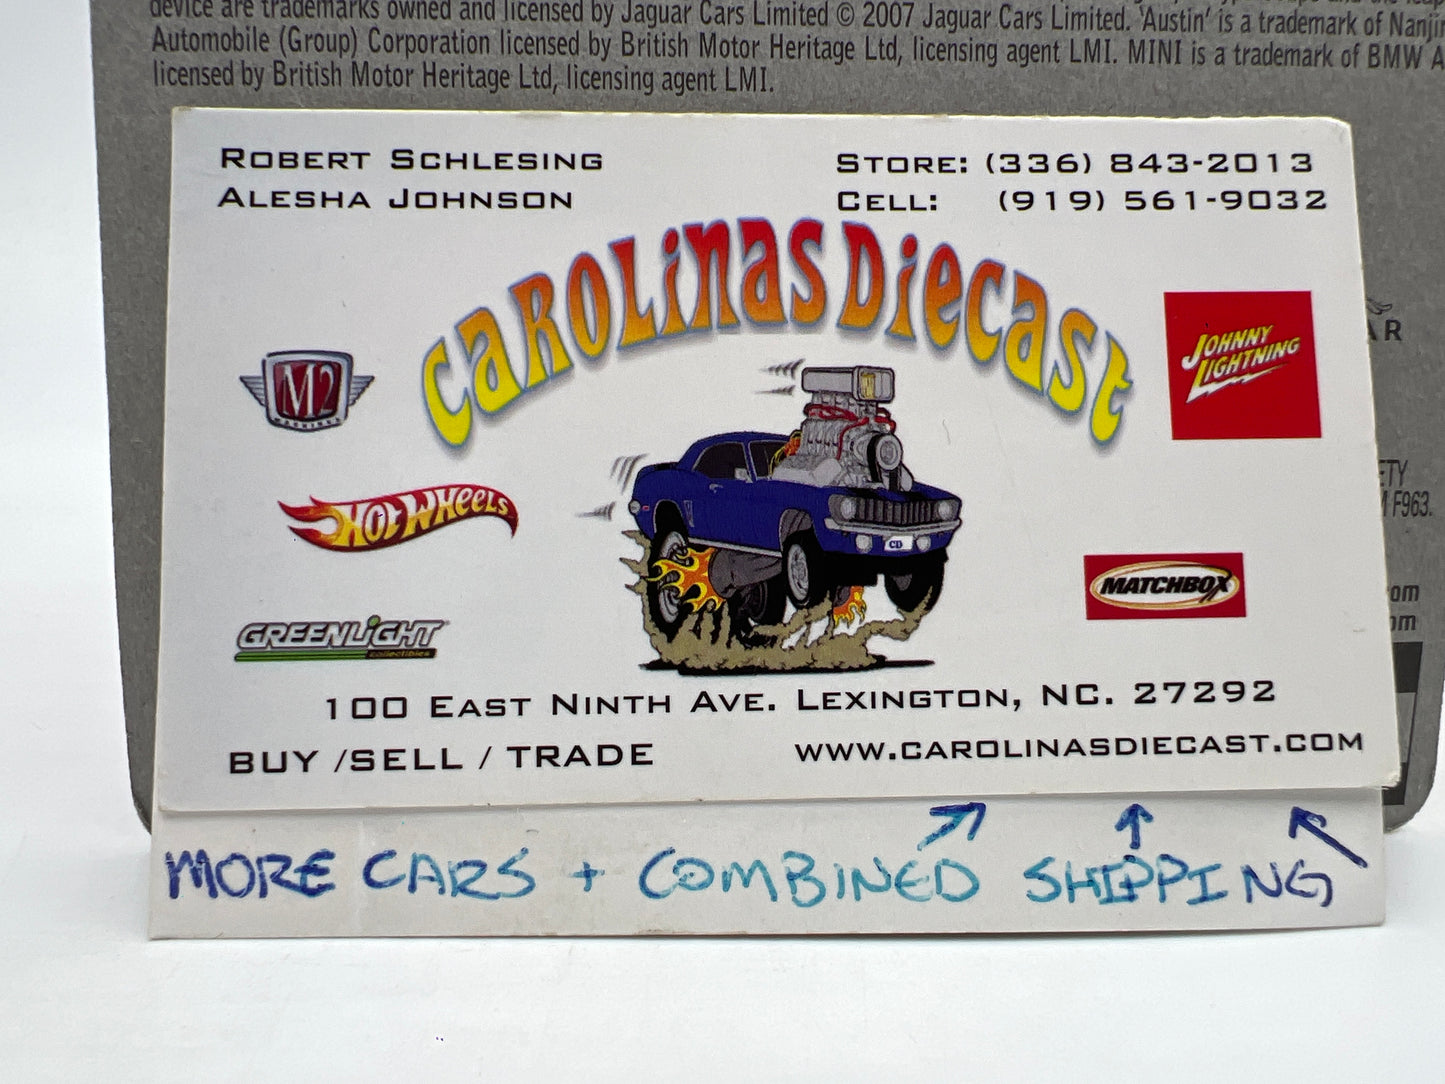 device are trademarks owned and licensed by Jaguar Cars Limited © 2007 Jaguar Cars Limited. 'Austin' is a trademark of
Automobile (Group) Corporation licensed by British Motor Heritage Ltd, licensing agent LMI. MINI is a trademark of BMW
licensed by British Motor Heritage Ltd, licensing agent LMI.
ROBERT SCHLESING
ALESHA JOHNSON
STORE: (336) 843-2013
CELL: (919) 561-9032
CAROLINAS DIECAST
M2
MACHINES
JOHNNY
LIGHTNING
HOT WHEELS
CD
MATCHBOX
GREENLIGHT
collectibles
F963.
100 EAST NINTH AVE. LEXINGTON, NC. 27292
BUY /SELL / TRADE
WWW.CAROLINASDIECAST.COM
MORE CARS + COMBINED SHIPPING